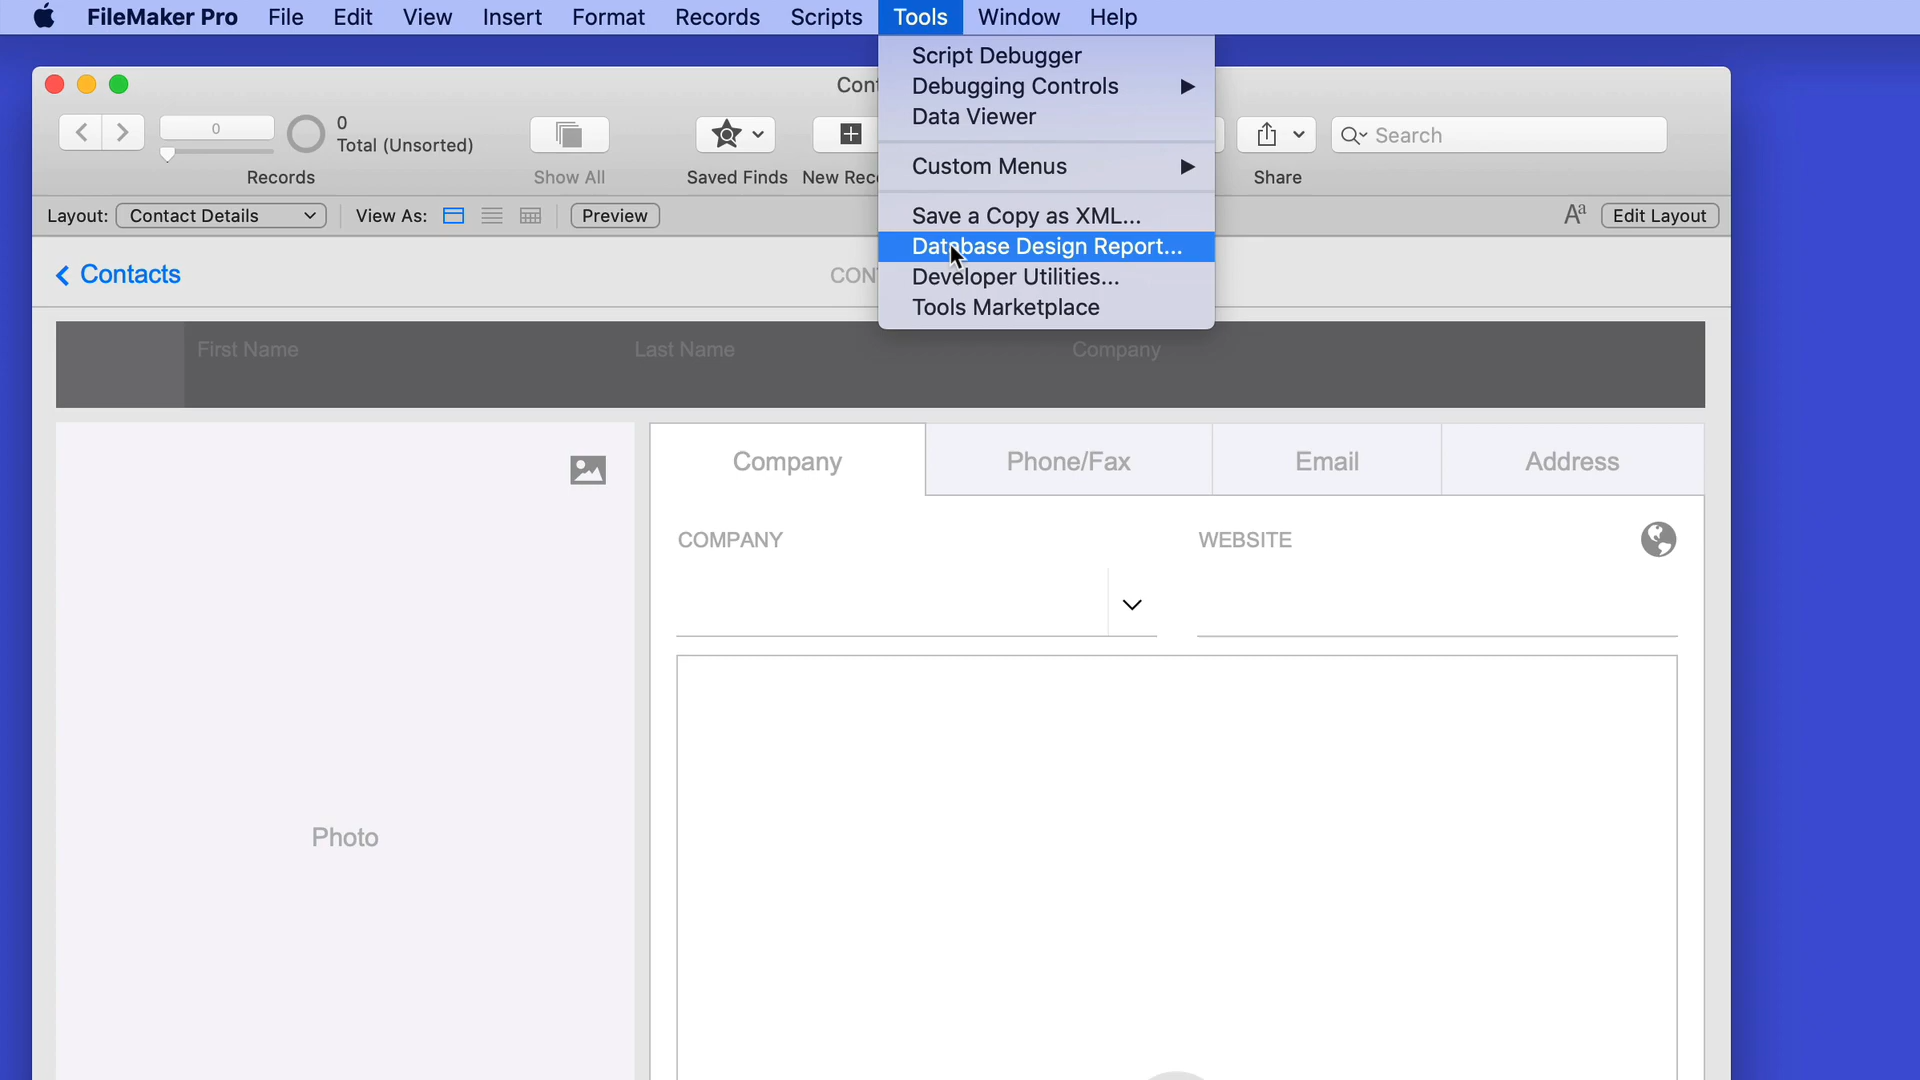 FileMaker Pro File Edit View Insert Format Records Scripts Tools Window Help
Script Debugger
Debugging Controls
Data Viewer
Custom Menus
Save a Copy as XML...
Database Design Report...
Developer Utilities...
Tools Marketplace
0
0
Total (Unsorted)
Search
Records
Show All
Saved Finds
Share
Layout: Contact Details View As: Preview Edit Layout
Contacts
First Name Last Name Company
Company Phone/Fax Email Address
COMPANY WEBSITE
Photo